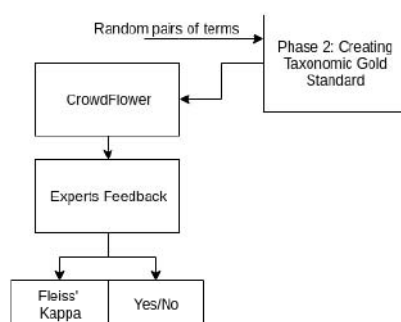 Random pairs of terms
Phase 2: Creating
Taxonomic Gold
Standard
CrowdFlower
Experts Feedback
Fleiss'
Kappa
Yes/No